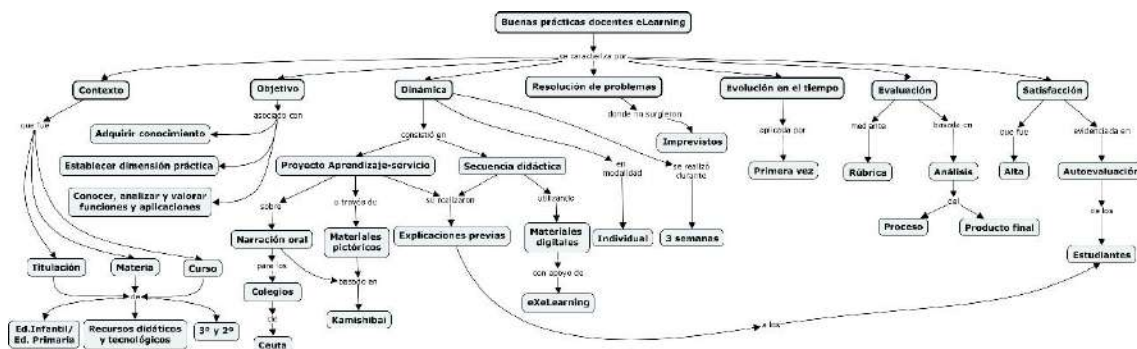 Buenas prácticas docentes eLearning
se caracteriza por
Contexto
Objetivo
Dinámica
Resolución de problemas
Evolución en el tiempo
Evaluación
Satisfacción
que fue
asociado con
consistió en
donde no surgieron
aplicada por
mediante
basada en
que fue
evidenciada en
Adquirir conocimiento
Imprevistos
Establecer dimensión práctica
Proyecto Aprendizaje-servicio
Secuencia didáctica
en
modalidad
se realizó
durante
Primera vez
Rúbrica
Análisis
Alta
Autoevaluación
Conocer, analizar y valorar
funciones y aplicaciones
sobre
a través de
su realizaron
utilizando
del
de los
Narración oral
Materiales
pictóricos
Explicaciones previas
Materiales
digitales
Individual
3 semanas
Proceso
Producto final
Estudiantes
Titulación
Materia
Curso
para los
basado en
con apoyo de
de
Colegios
Kamishibai
eXeLearning
a los
Ed.Infantil/
Ed. Primaria
Recursos didáticos
y tecnológicos
3º y 2º
de
Ceuta